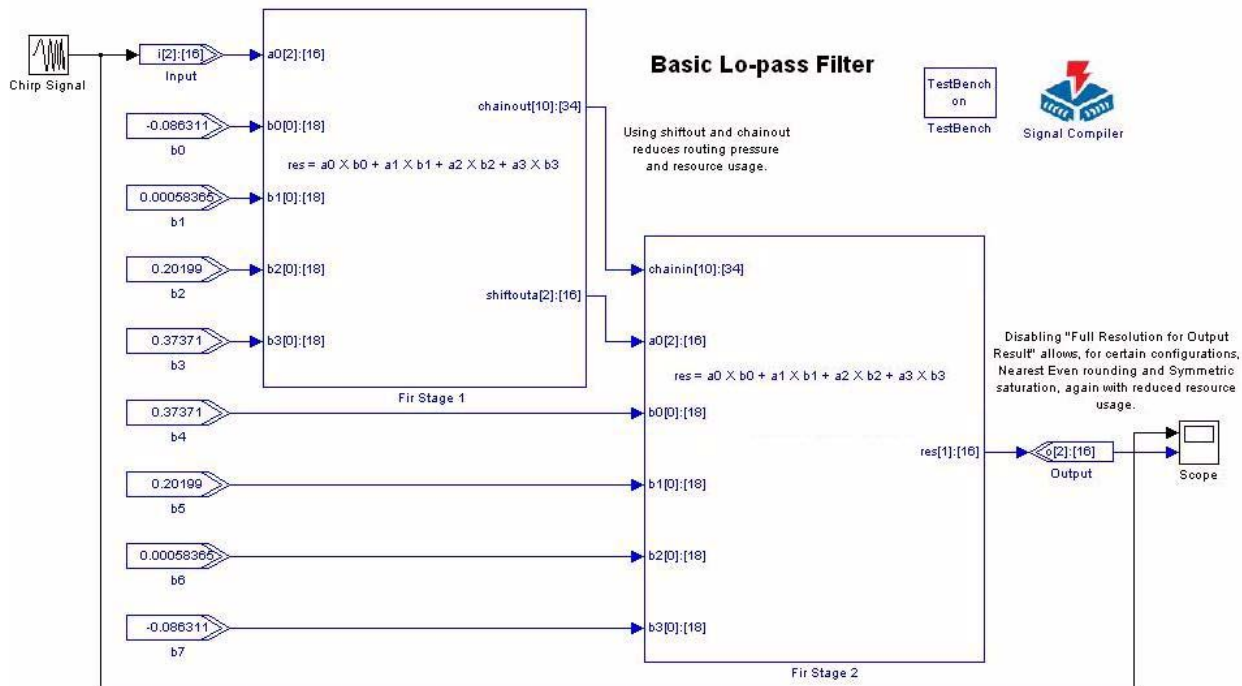 Chirp Signal
i[2]:[16]
Input
-0.086311
b0
0.00058365
b1
0.20199
b2
0.37371
b3
0.37371
b4
0.20199
b5
0.00058365
b6
-0.086311
b7
a0[2]:[16]
b0[0]:[18]
res = a0 X b0 + a1 X b1 + a2 X b2 + a3 X b3
b1[0]:[18]
b2[0]:[18]
b3[0]:[18]
chainout[10]:[34]
shiftouta[2]:[16]
Fir Stage 1
Basic Lo-pass Filter
Using shiftout and chainout
reduces routing pressure
and resource usage.
TestBench
on
TestBench
Signal Compiler
chainin[10]:[34]
a0[2]:[16]
res = a0 X b0 + a1 X b1 + a2 X b2 + a3 X b3
b0[0]:[18]
b1[0]:[18]
b2[0]:[18]
b3[0]:[18]
res[1]:[16]
Fir Stage 2
Disabling "Full Resolution for Output
Result" allows, for certain configurations,
Nearest Even rounding and Symmetric
saturation, again with reduced resource
usage.
o[2]:[16]
Output
Scope